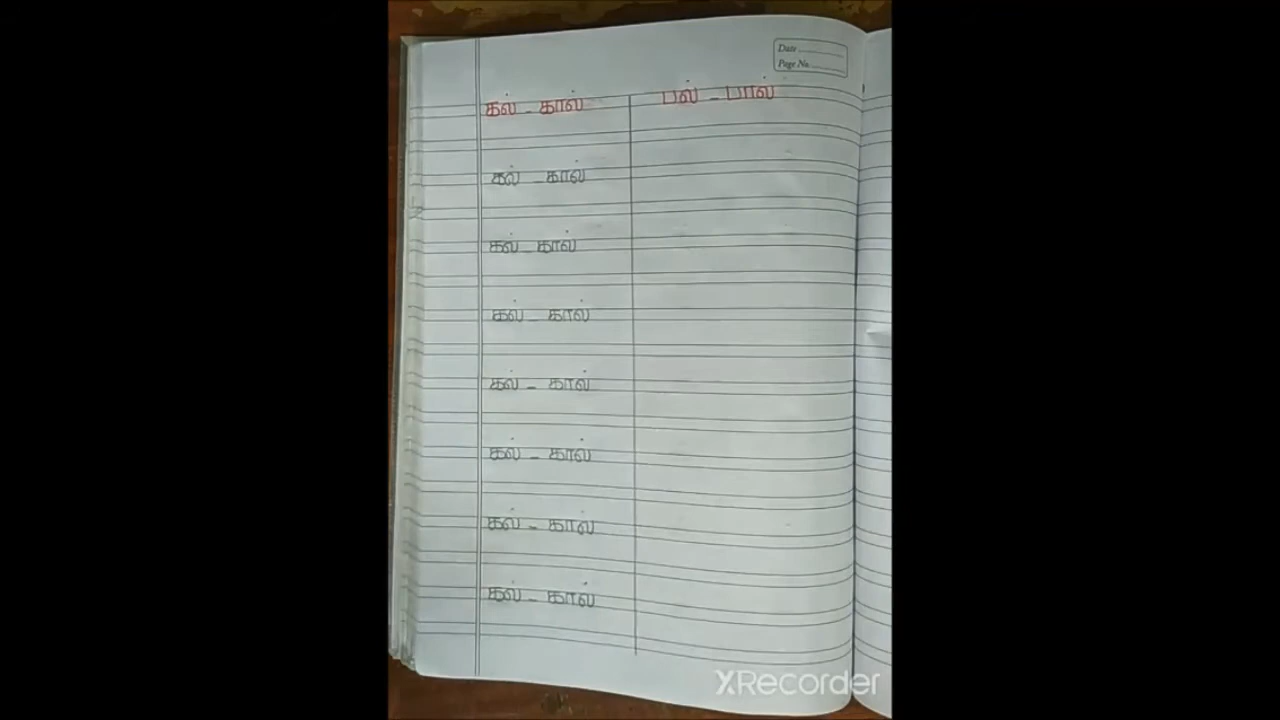 Date
Page No
கல் - கால் பல் - பால்
கல் - கால்
கல் - கால்
கல் - கால்
கல் - கால்
கல் - கால்
கல் - கால்
கல் - கால்
XRecorder